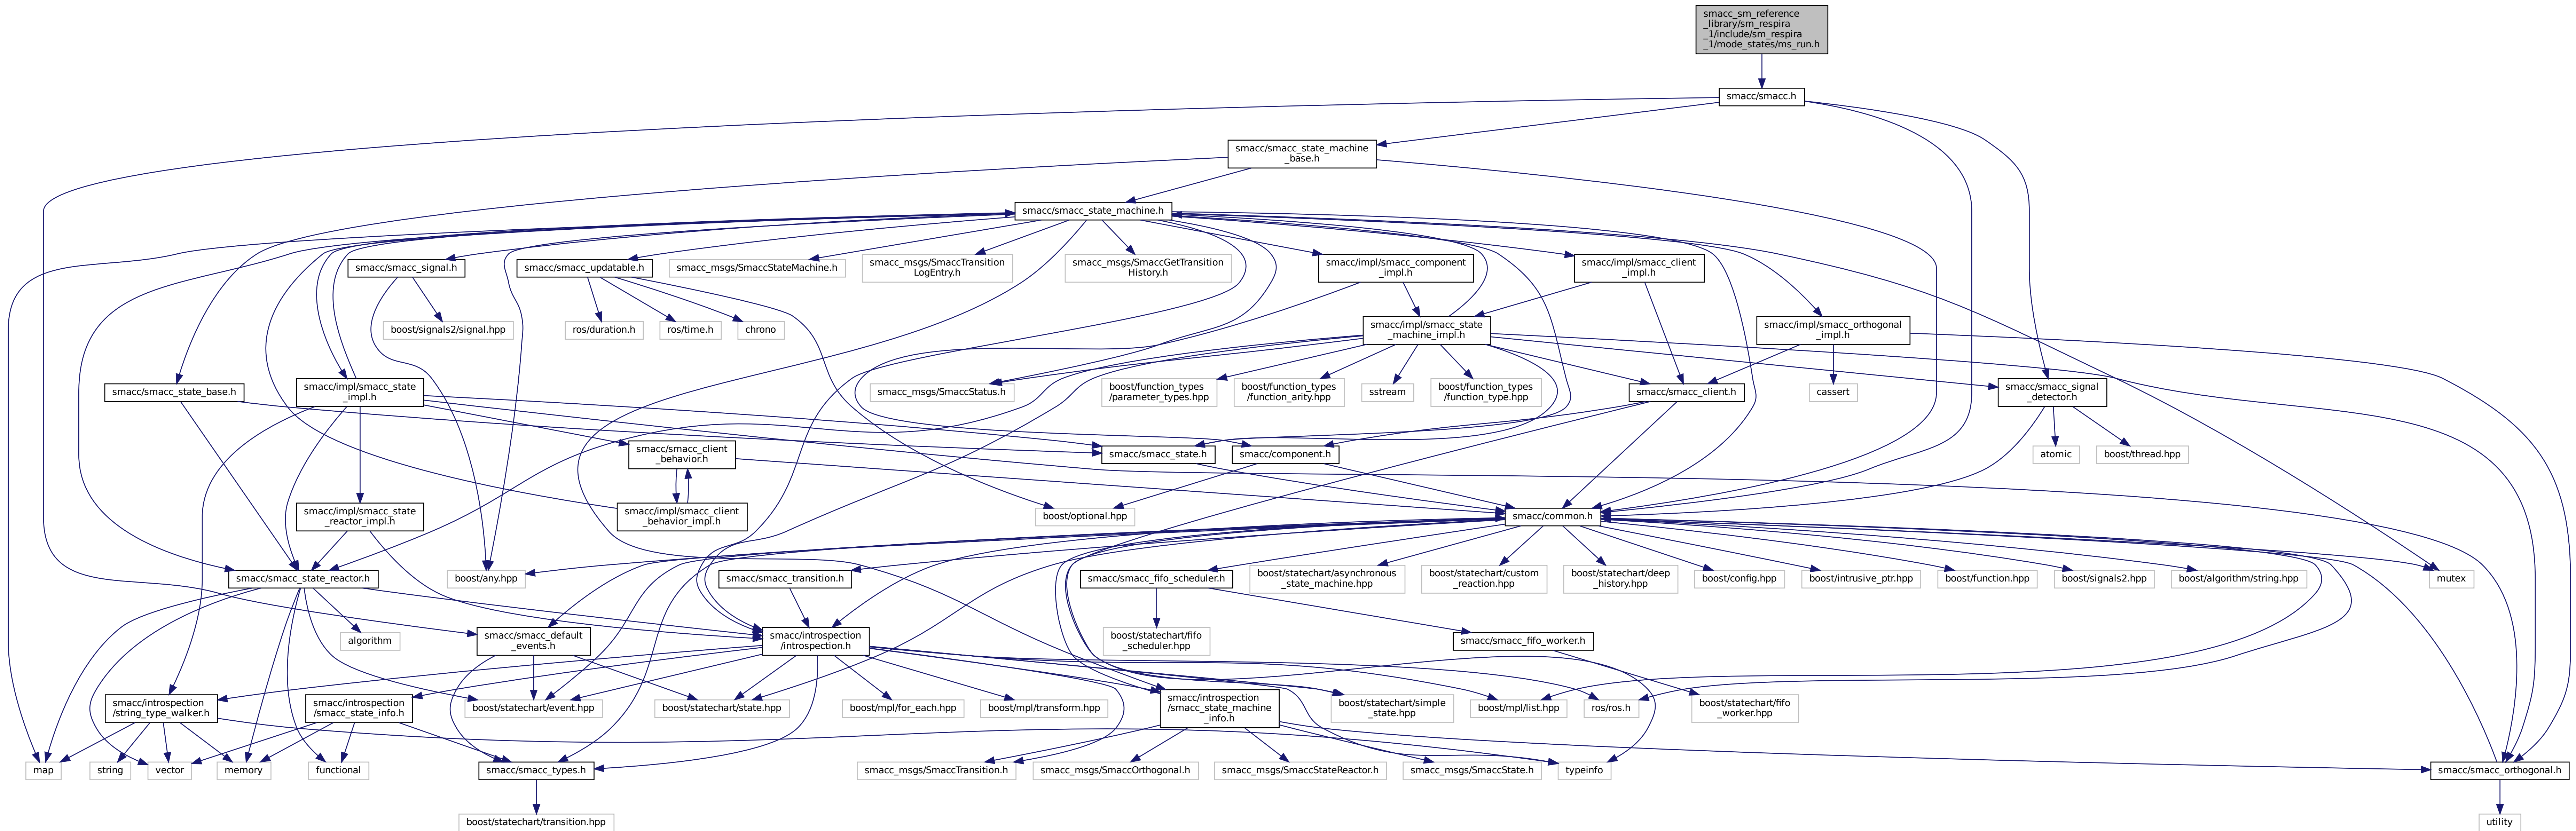 smacc_sm_reference
_library/sm_respira
_1/include/sm_respira
_1/mode_states/ms_run.h
smacc/smacc.h
smacc/smacc_state_machine
_base.h
smacc/smacc_state_machine.h
smacc/smacc_signal.h
smacc/smacc_updatable.h
smacc_msgs/SmaccStateMachine.h
smacc_msgs/SmaccTransition
LogEntry.h
smacc_msgs/SmaccGetTransition
History.h
smacc/impl/smacc_component
_impl.h
smacc/impl/smacc_client
_impl.h
boost/signals2/signal.hpp
ros/duration.h
ros/time.h
chrono
smacc/impl/smacc_state
_machine_impl.h
smacc/impl/smacc_orthogonal
_impl.h
smacc/smacc_state_base.h
smacc/impl/smacc_state
_impl.h
smacc_msgs/SmaccStatus.h
boost/function_types
/parameter_types.hpp
boost/function_types
/function_arity.hpp
sstream
boost/function_types
/function_type.hpp
smacc/smacc_client.h
cassert
smacc/smacc_signal
_detector.h
smacc/smacc_client
_behavior.h
smacc/smacc_state.h
smacc/component.h
atomic
boost/thread.hpp
smacc/impl/smacc_state
_reactor_impl.h
smacc/impl/smacc_client
_behavior_impl.h
boost/optional.hpp
smacc/common.h
smacc/smacc_state_reactor.h
boost/any.hpp
smacc/smacc_transition.h
smacc/smacc_fifo_scheduler.h
boost/statechart/asynchronous
_state_machine.hpp
boost/statechart/custom
_reaction.hpp
boost/statechart/deep
_history.hpp
boost/config.hpp
boost/intrusive_ptr.hpp
boost/function.hpp
boost/signals2.hpp
boost/algorithm/string.hpp
mutex
algorithm
smacc/smacc_default
_events.h
smacc/introspection
/introspection.h
boost/statechart/fifo
_scheduler.hpp
smacc/smacc_fifo_worker.h
smacc/introspection
/string_type_walker.h
smacc/introspection
/smacc_state_info.h
boost/statechart/event.hpp
boost/statechart/state.hpp
boost/mpl/for_each.hpp
boost/mpl/transform.hpp
smacc/introspection
/smacc_state_machine
_info.h
boost/statechart/simple
_state.hpp
boost/mpl/list.hpp
ros/ros.h
boost/statechart/fifo
_worker.hpp
map
string
vector
memory
functional
smacc/smacc_types.h
smacc_msgs/SmaccTransition.h
smacc_msgs/SmaccOrthogonal.h
smacc_msgs/SmaccStateReactor.h
smacc_msgs/SmaccState.h
typeinfo
smacc/smacc_orthogonal.h
boost/statechart/transition.hpp
utility